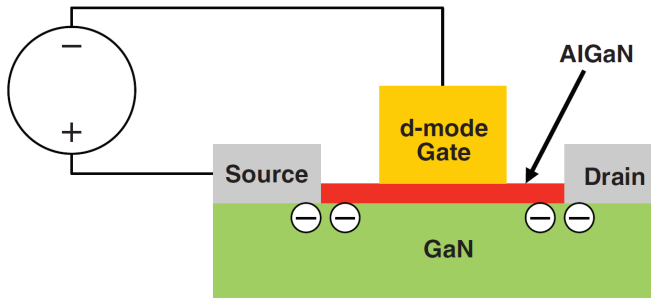 −
AlGaN
d-mode
Gate
+
Source
Drain
− − − −
GaN